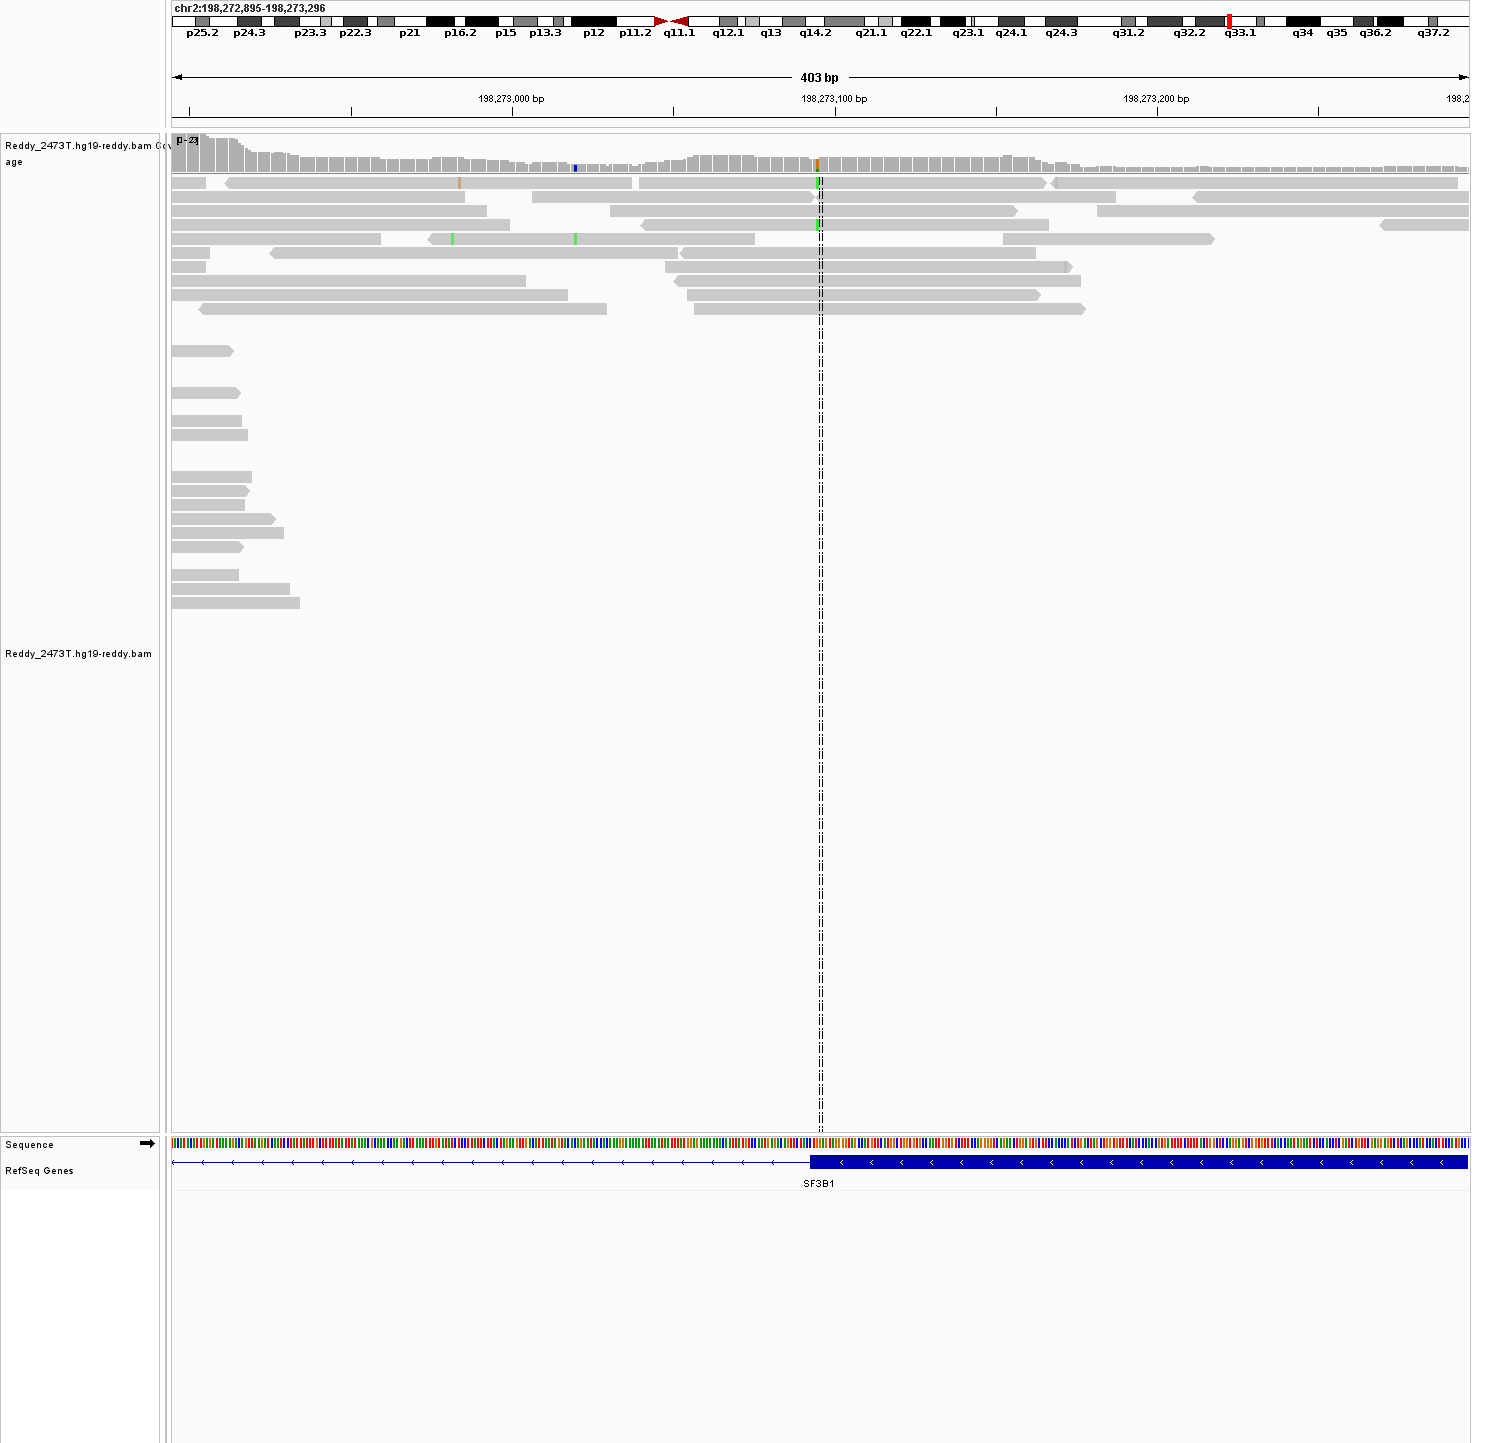 chr2:198,272,895-198,273,296
p25.2 p24.3 p23.3 p22.3 p21 p16.2 p15 p13.3 p12 p11.2 q11.1 q12.1 q13 q14.2 q21.1 q22.1 q23.1 q24.1 q24.3 q31.2 q32.2 q33.1 q34 q35 q36.2 q37.2
403 bp
198,273,000 bp 198,273,100 bp 198,273,200 bp 198,2
[0-23]
Reddy_2473T.hg19-reddy.bam Cov
age
Reddy_2473T.hg19-reddy.bam
Sequence
RefSeq Genes
SF3B1